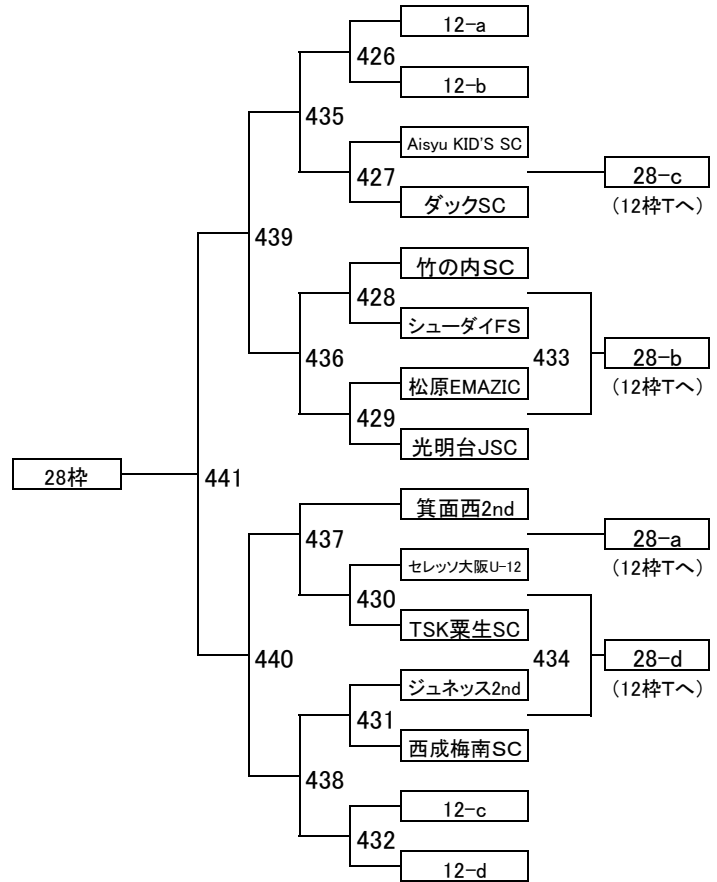 12-a
426
12-b
435
Aisyu KID'S SC
427
28-c
ダックSC
(12枠Tへ)
439
竹の内SC
428
シューダイFS
436
433
28-b
松原EMAZIC
(12枠Tへ)
429
光明台JSC
28枠
441
箕面西2nd
437
28-a
セレッソ大阪U-12
(12枠Tへ)
430
TSK粟生SC
440
434
28-d
ジュネッス2nd
(12枠Tへ)
431
西成梅南SC
438
12-c
432
12-d